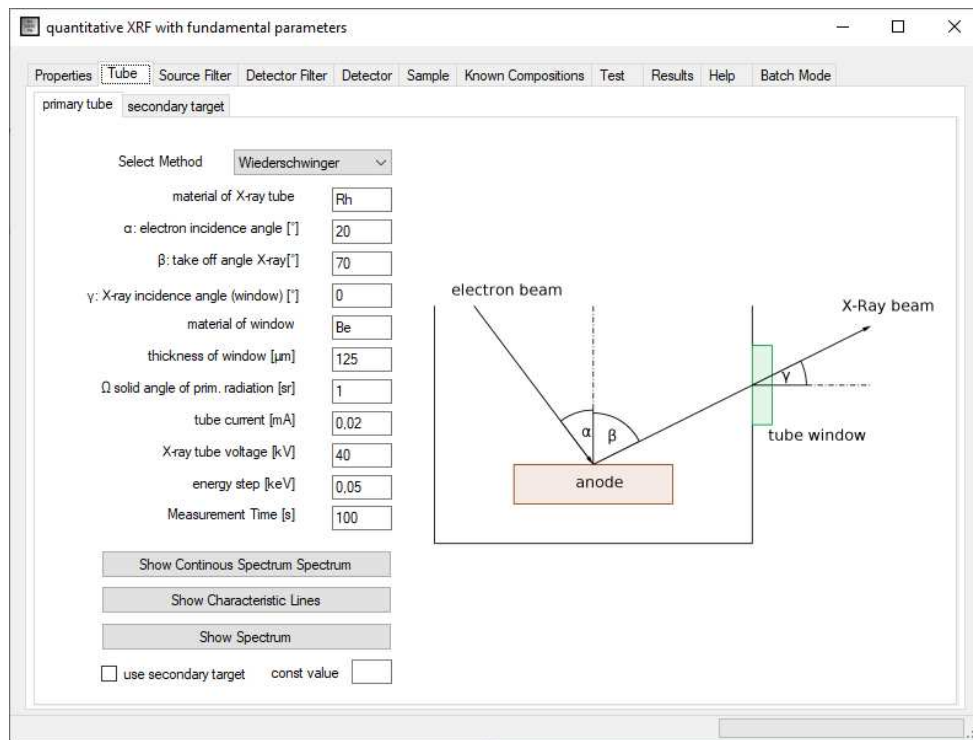 quantitative XRF with fundamental parameters
Properties Tube Source Filter Detector Filter Detector Sample Known Compositions Test Results Help Batch Mode
primary tube secondary target
Select Method Wiederschwinger
material of X-ray tube Rh
α: electron incidence angle [°] 20
β: take off angle X-ray[°] 70
γ: X-ray incidence angle (window) [°] 0
material of window Be
thickness of window [µm] 125
Ω solid angle of prim. radiation [sr] 1
tube current [mA] 0,02
X-ray tube voltage [kV] 40
energy step [keV] 0,05
Measurement Time [s] 100
Show Continous Spectrum Spectrum
Show Characteristic Lines
Show Spectrum
use secondary target const value
electron beam
X-Ray beam
γ
α β
tube window
anode